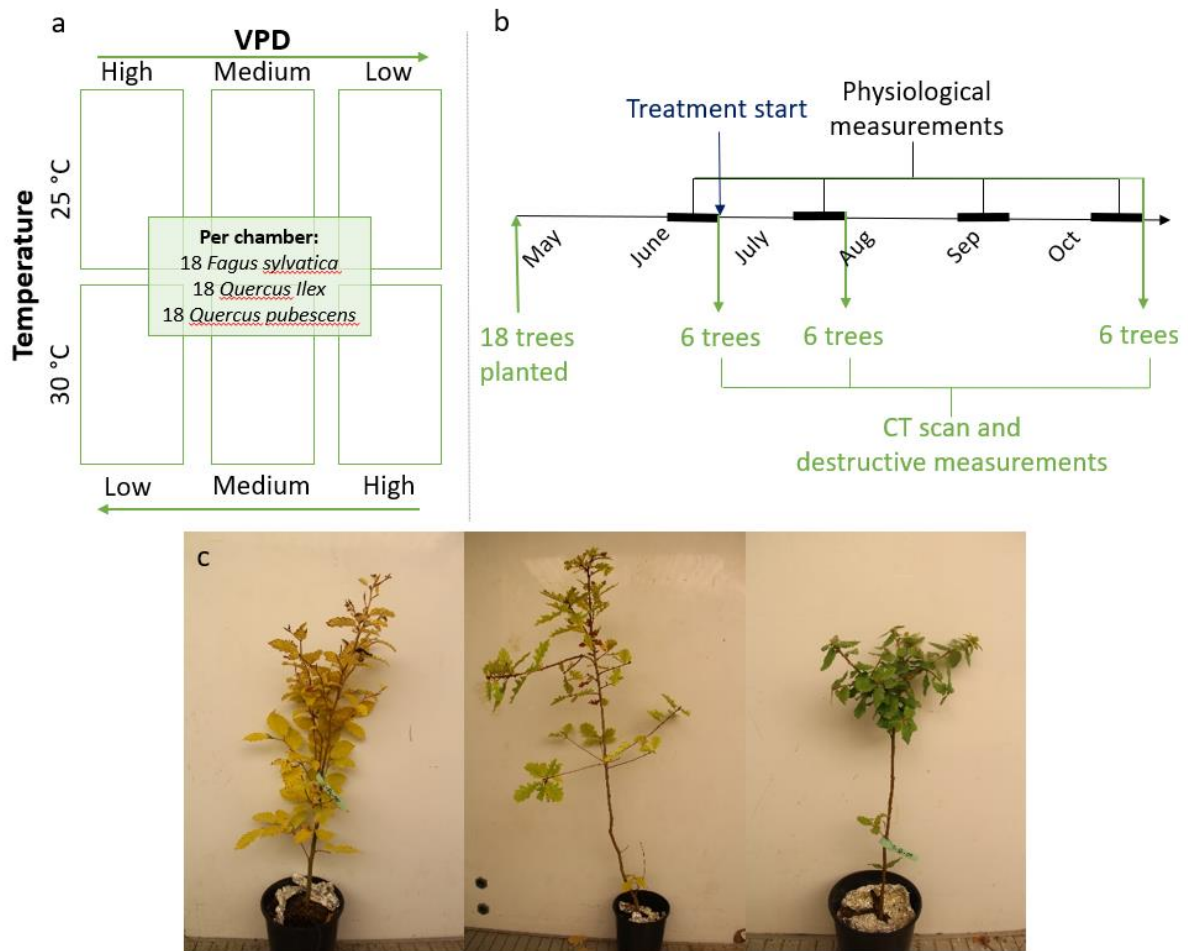 a
VPD
High Medium Low
Temperature
25 °C
30 °C
Per chamber:
18 Fagus sylvatica
18 Quercus Ilex
18 Quercus pubescens
Low Medium High
b
Treatment start
Physiological
measurements
May June July Aug Sep Oct
18 trees
planted
6 trees 6 trees 6 trees
CT scan and
destructive measurements
c